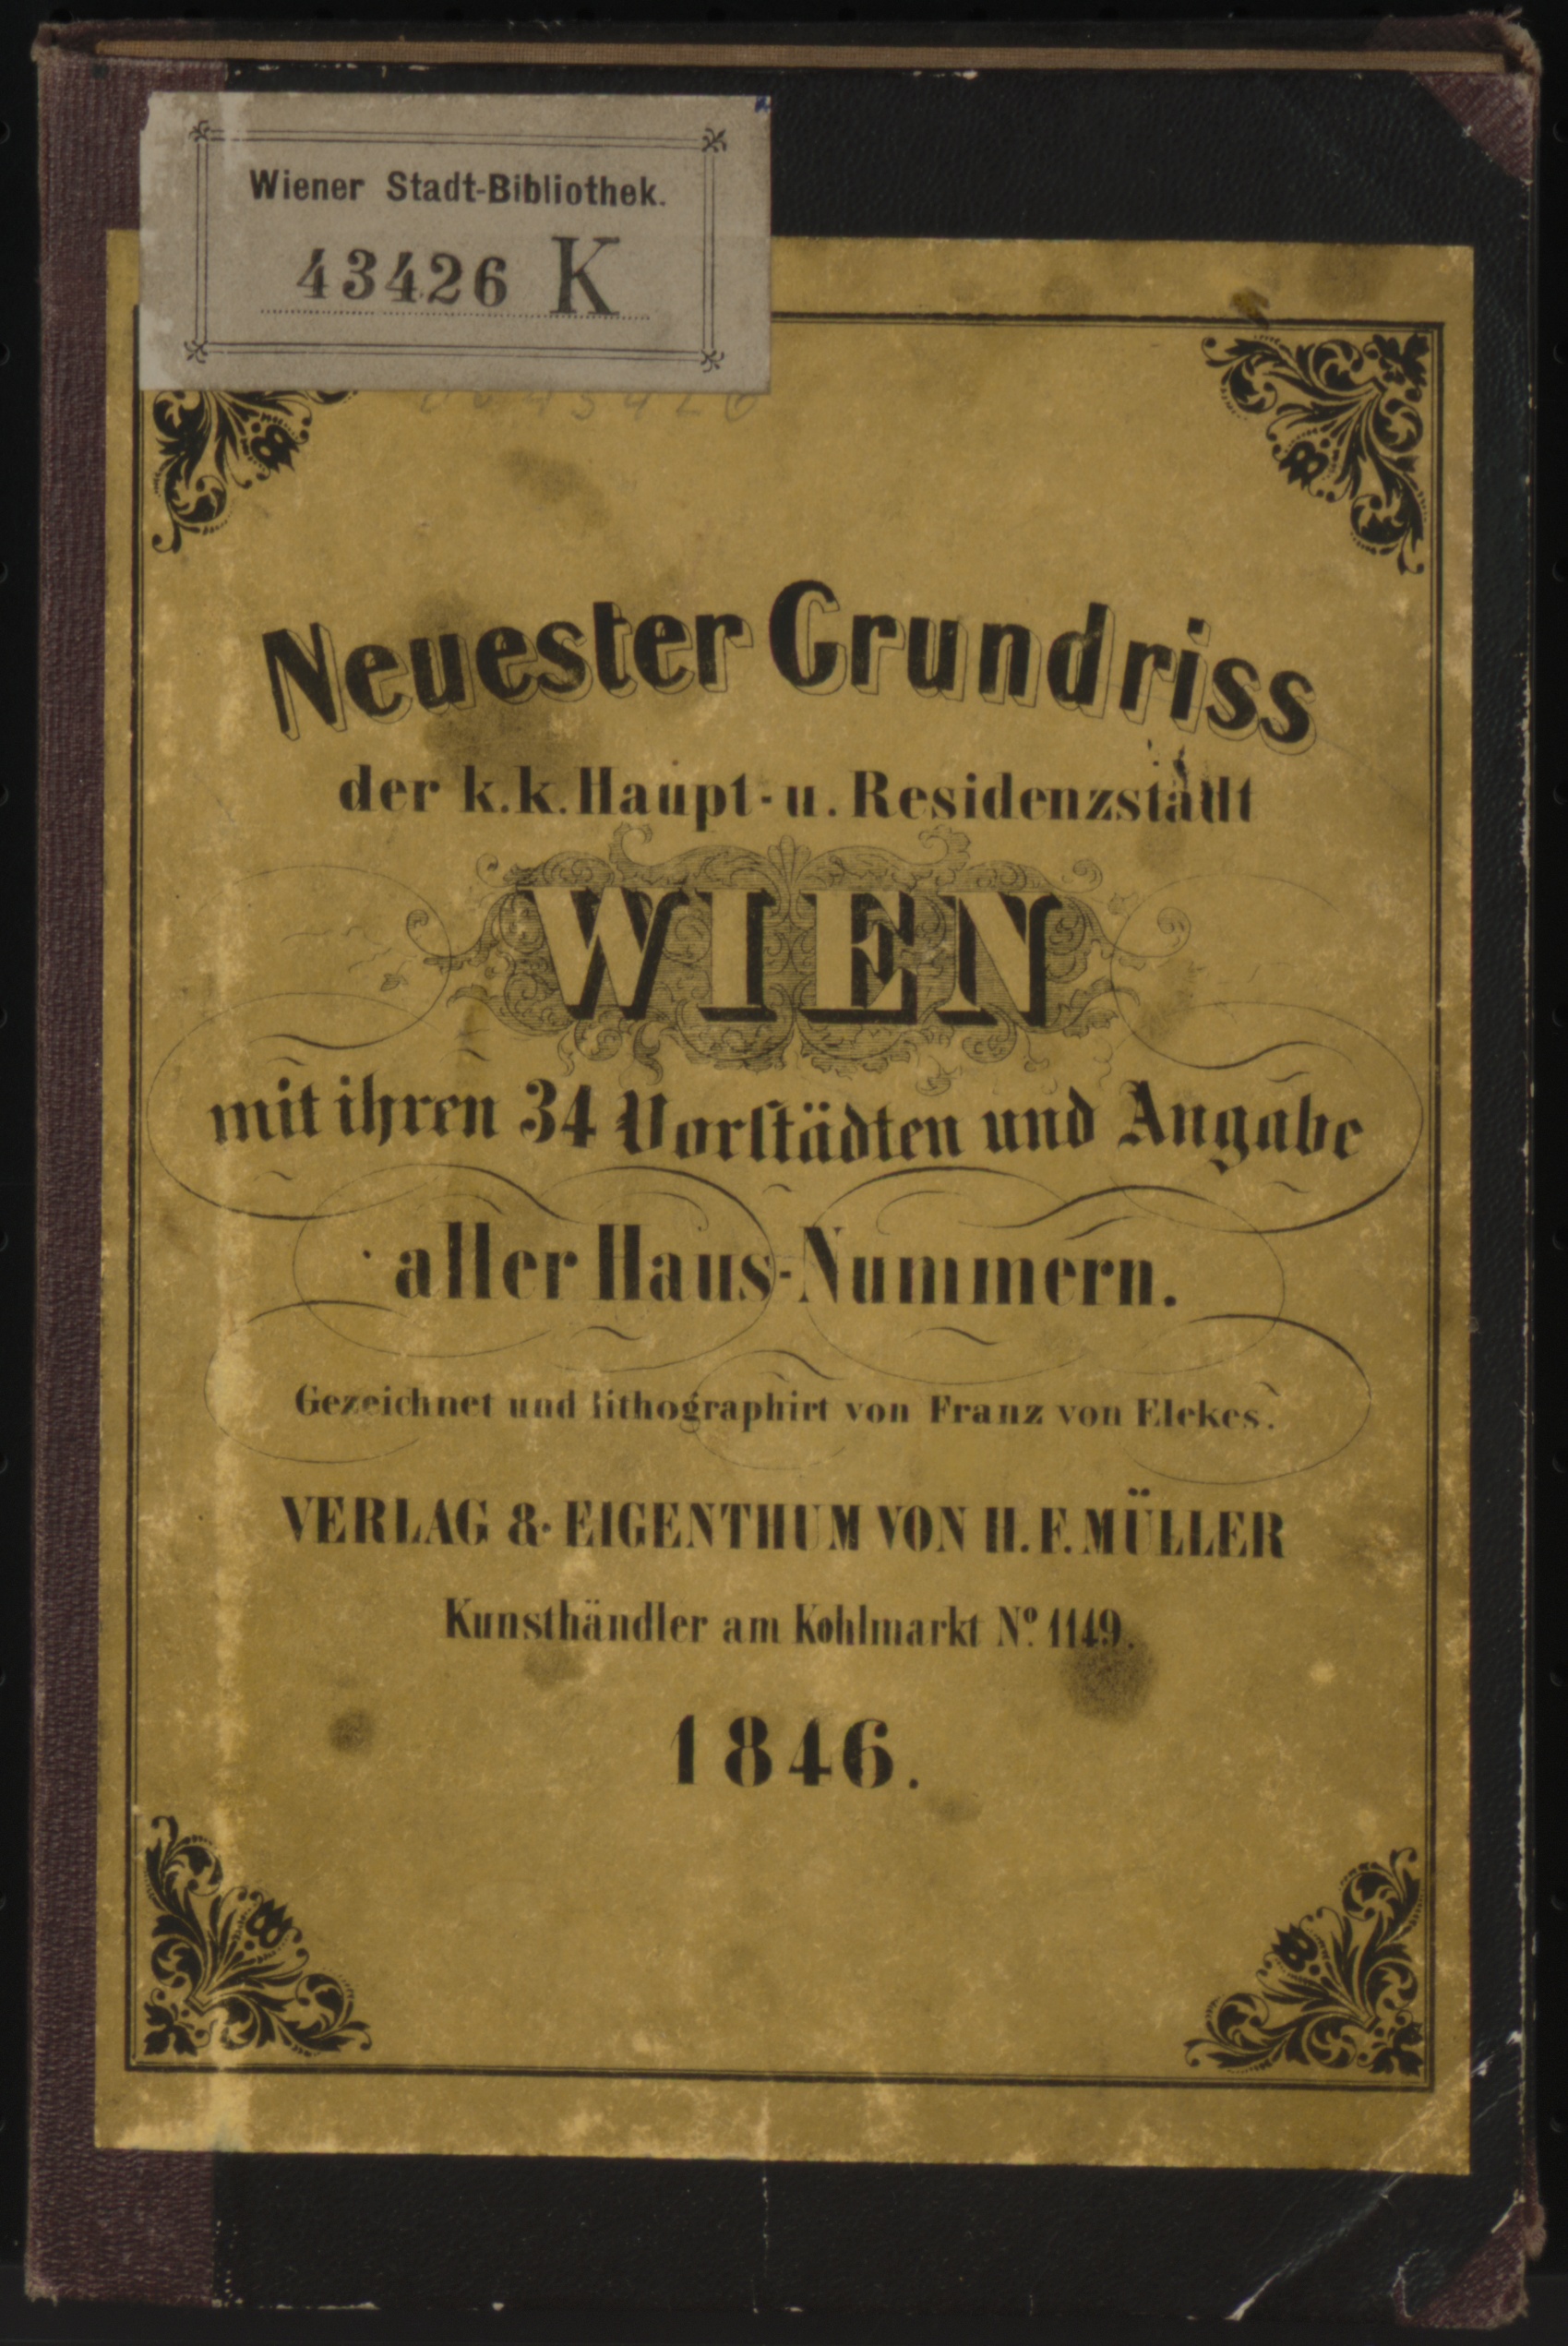 Wiener Stadt-Bibliothek.
43426 K
Neuester Grundriss
der k.k. Haupt- u. Residenzstadt
WIEN
mit ihren 34 Vorstädten und Angabe
aller Haus-Nummern.
Gezeichnet und lithographirt von Franz von Elekes.
VERLAG & EIGENTHUM VON H. F. MÜLLER
Kunsthändler am Kohlmarkt Nº. 1149.
1846.